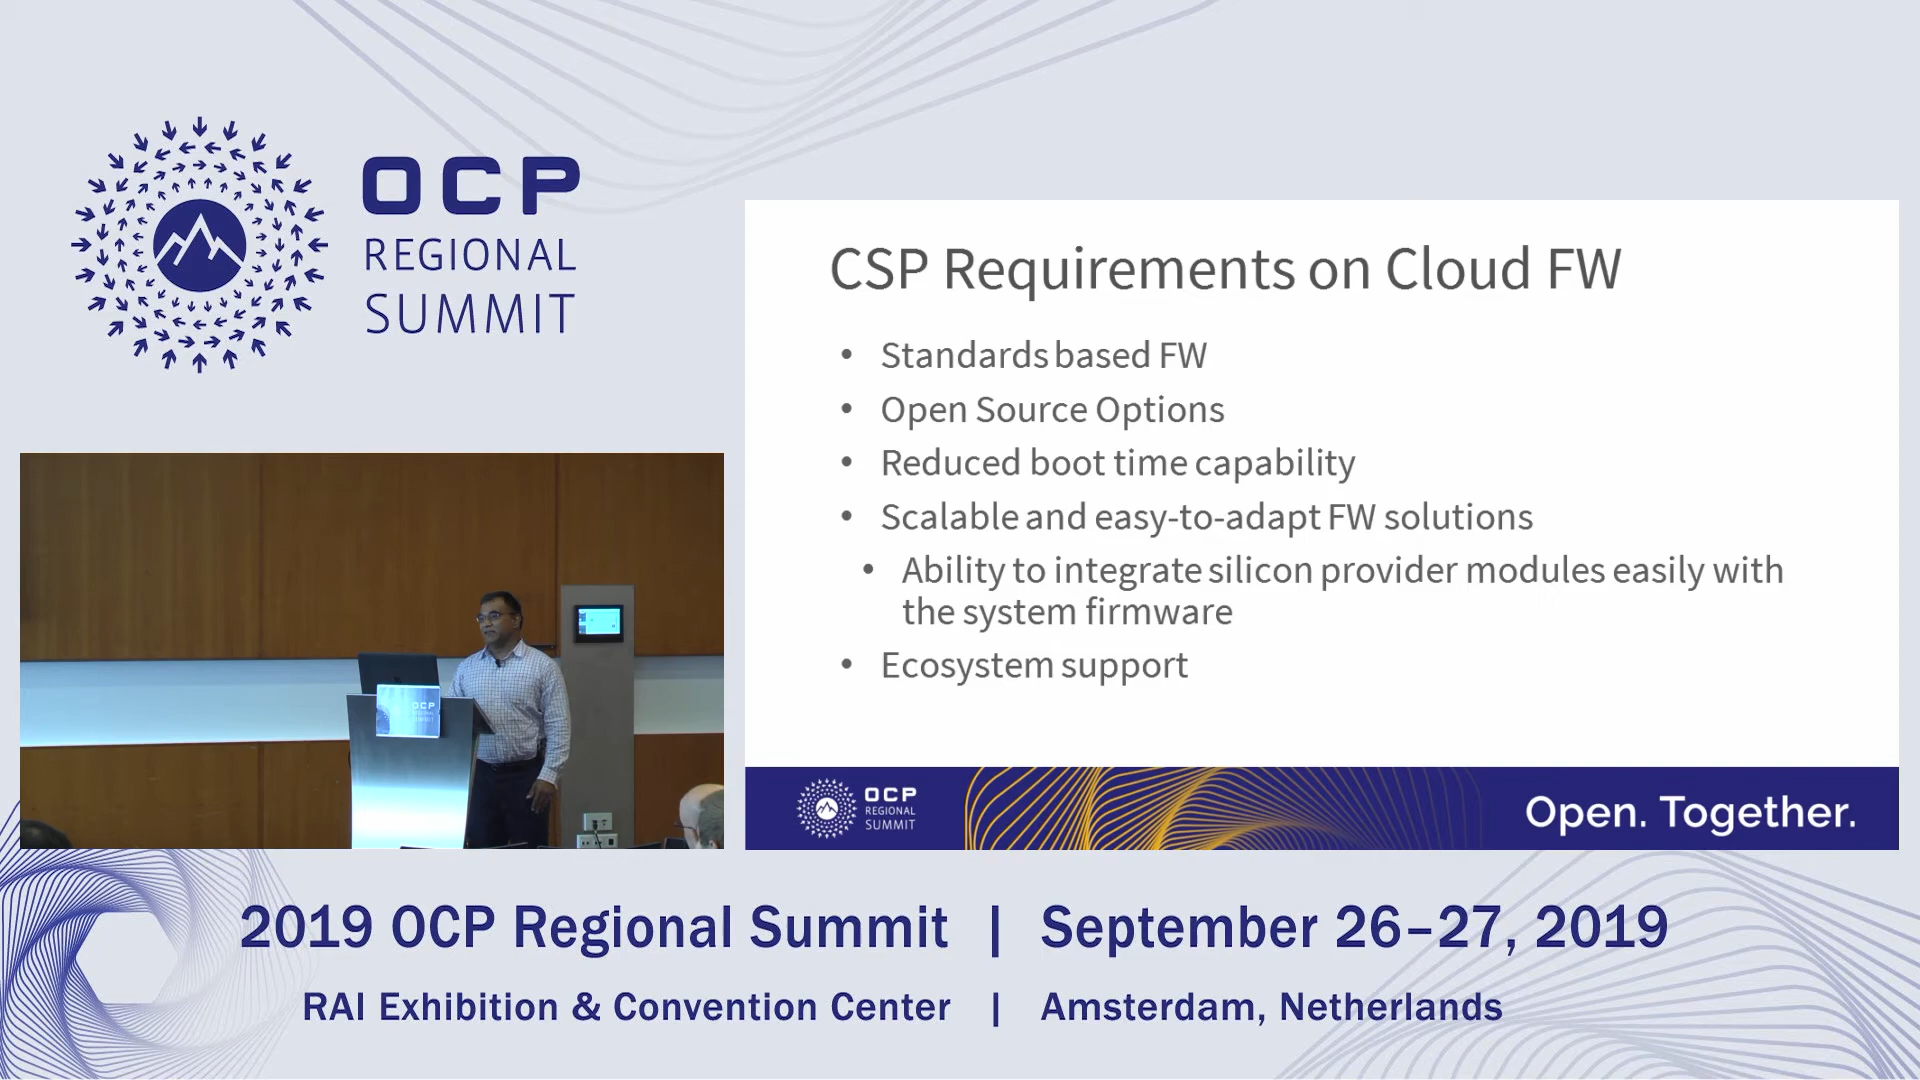 OCP
REGIONAL
SUMMIT
CSP Requirements on Cloud FW
• Standards based FW
• Open Source Options
• Reduced boot time capability
• Scalable and easy-to-adapt FW solutions
• Ability to integrate silicon provider modules easily with
the system firmware
• Ecosystem support
OCP
REGIONAL
SUMMIT
OCP
REGIONAL
SUMMIT
Open. Together.
2019 OCP Regional Summit | September 26–27, 2019
RAI Exhibition & Convention Center | Amsterdam, Netherlands